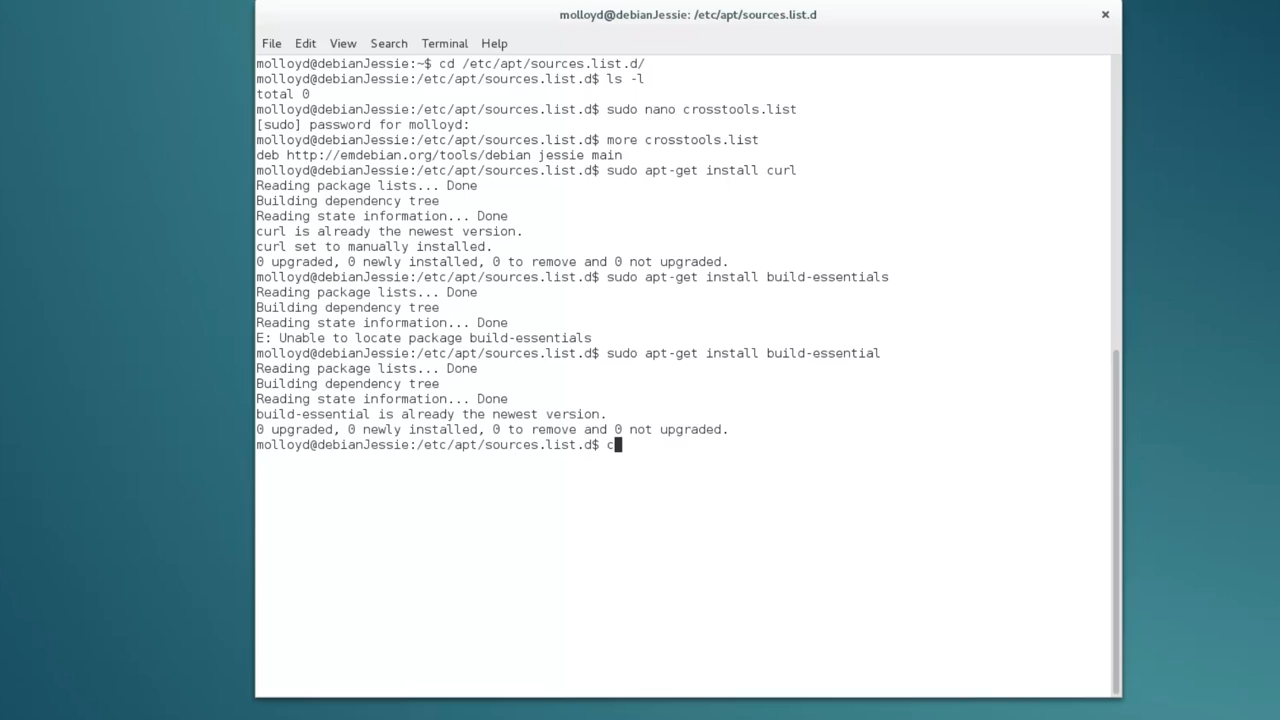 molloyd@debianJessie: /etc/apt/sources.list.d
×
File Edit View Search Terminal Help
molloyd@debianJessie:~$ cd /etc/apt/sources.list.d/
molloyd@debianJessie:/etc/apt/sources.list.d$ ls -l
total 0
molloyd@debianJessie:/etc/apt/sources.list.d$ sudo nano crosstools.list
[sudo] password for molloyd:
molloyd@debianJessie:/etc/apt/sources.list.d$ more crosstools.list
deb http://emdebian.org/tools/debian jessie main
molloyd@debianJessie:/etc/apt/sources.list.d$ sudo apt-get install curl
Reading package lists... Done
Building dependency tree
Reading state information... Done
curl is already the newest version.
curl set to manually installed.
0 upgraded, 0 newly installed, 0 to remove and 0 not upgraded.
molloyd@debianJessie:/etc/apt/sources.list.d$ sudo apt-get install build-essentials
Reading package lists... Done
Building dependency tree
Reading state information... Done
E: Unable to locate package build-essentials
molloyd@debianJessie:/etc/apt/sources.list.d$ sudo apt-get install build-essential
Reading package lists... Done
Building dependency tree
Reading state information... Done
build-essential is already the newest version.
0 upgraded, 0 newly installed, 0 to remove and 0 not upgraded.
molloyd@debianJessie:/etc/apt/sources.list.d$ c